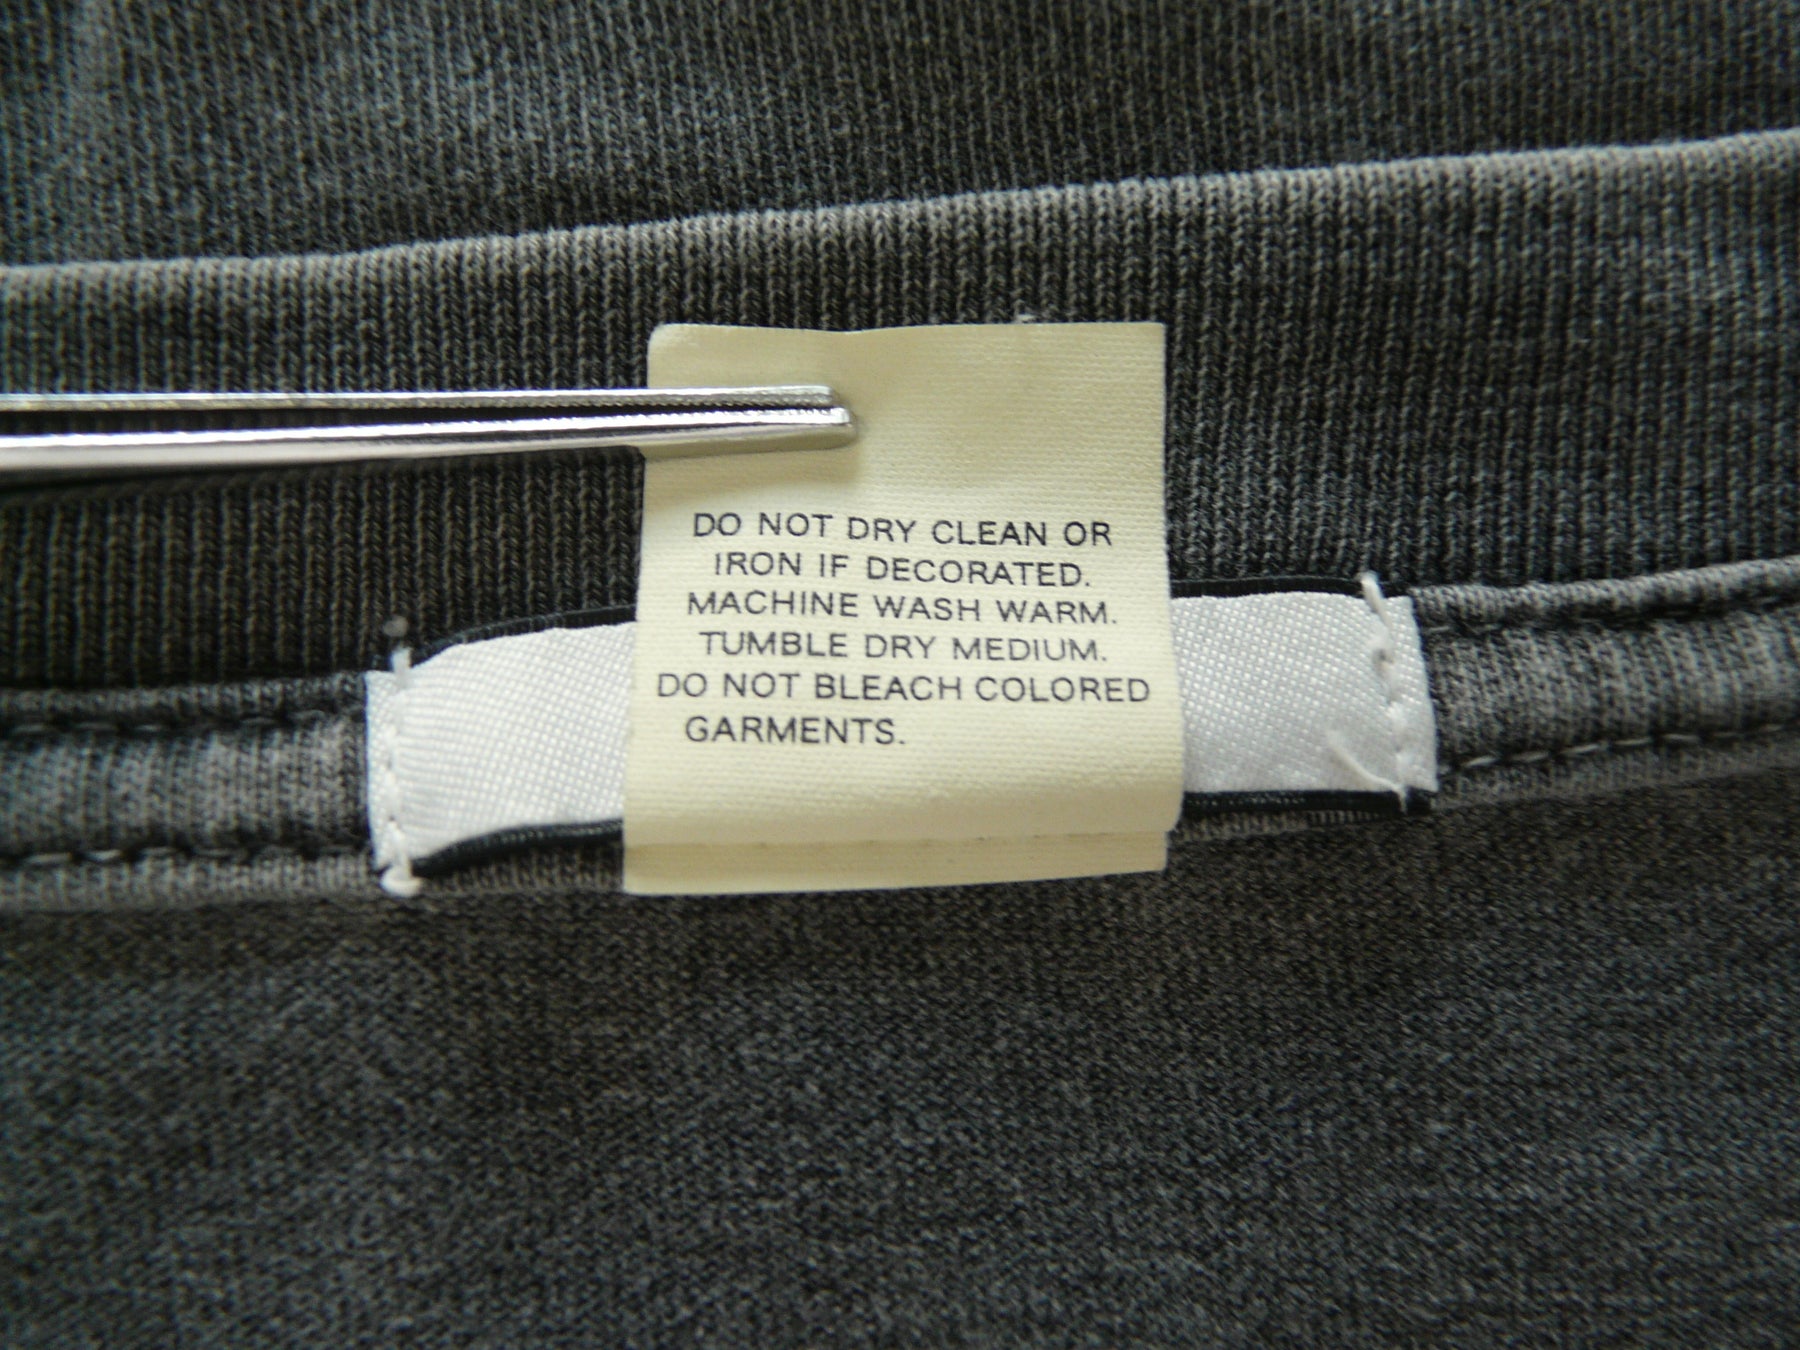 DO NOT DRY CLEAN OR
IRON IF DECORATED.
MACHINE WASH WARM.
TUMBLE DRY MEDIUM.
DO NOT BLEACH COLORED
GARMENTS.